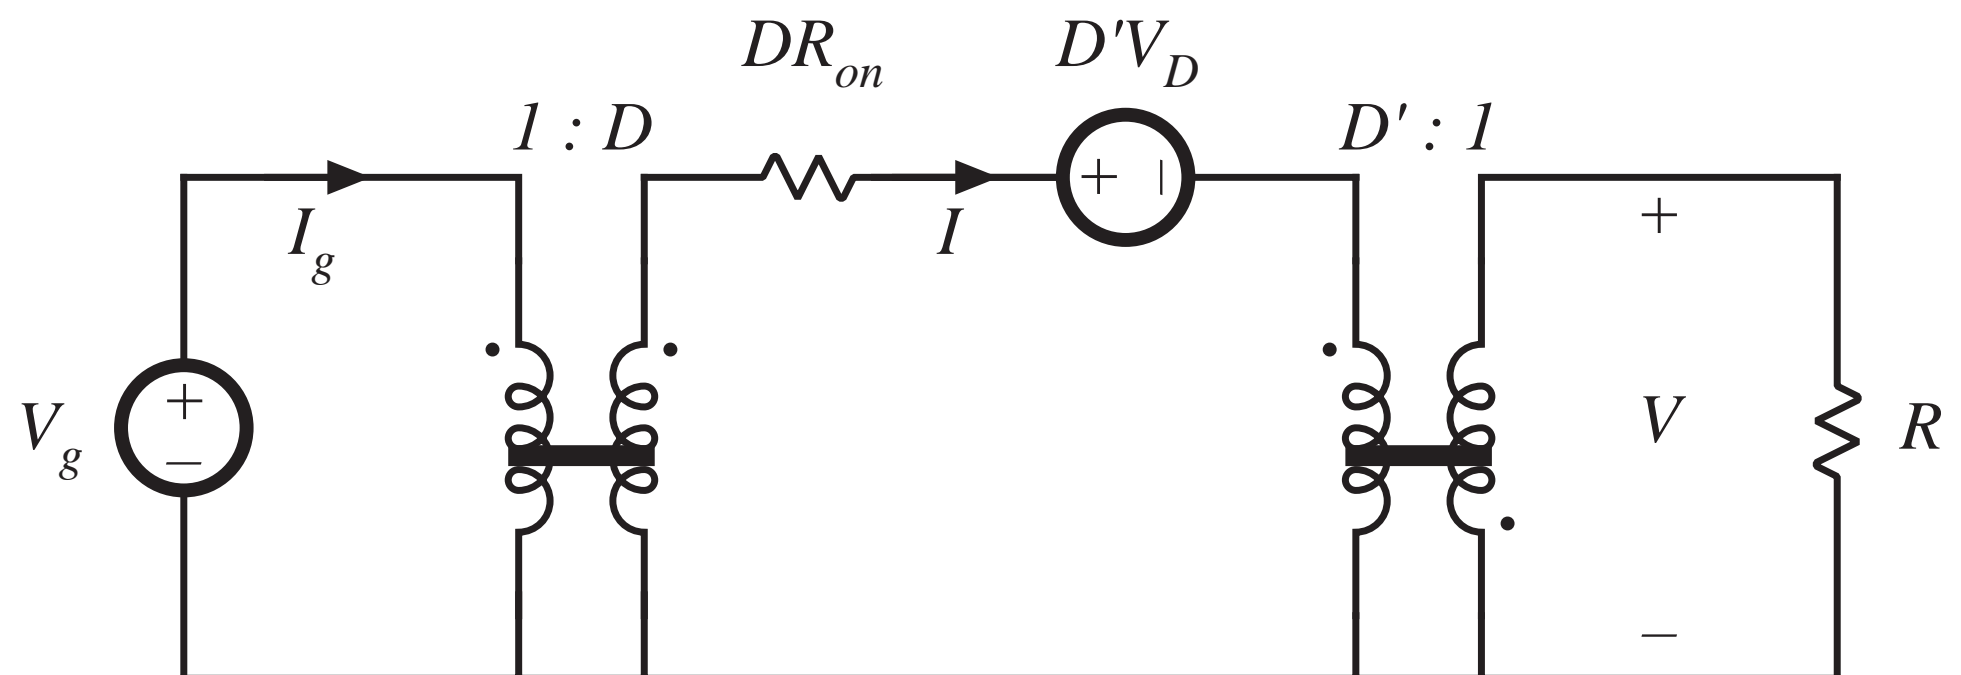 DR_on
D'V_D
1 : D
D' : 1
+ −
I_g
I
+
V_g
+
−
V
R
−